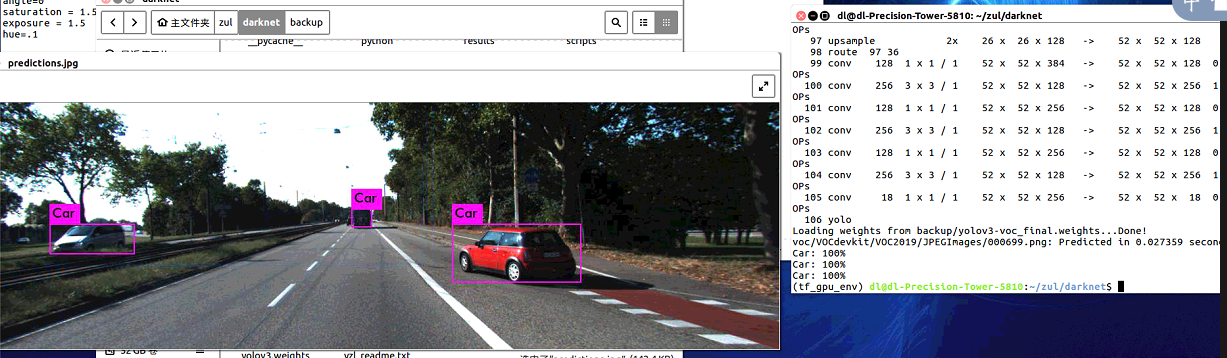 angle=0
saturation = 1.5
exposure = 1.5
hue=.1
darknet
主文件夹 zul darknet backup
__pycache__ python results scripts
predictions.jpg
Car
Car
Car
32 GB 卷
yolov3.weights yzl_readme.txt
中
dl@dl-Precision-Tower-5810: ~/zul/darknet
OPs
97 upsample 2x 26 x 26 x 128 -> 52 x 52 x 128
98 route 97 36
99 conv 128 1 x 1 / 1 52 x 52 x 384 -> 52 x 52 x 128 0
OPs
100 conv 256 3 x 3 / 1 52 x 52 x 128 -> 52 x 52 x 256 1
OPs
101 conv 128 1 x 1 / 1 52 x 52 x 256 -> 52 x 52 x 128 0
OPs
102 conv 256 3 x 3 / 1 52 x 52 x 128 -> 52 x 52 x 256 1
OPs
103 conv 128 1 x 1 / 1 52 x 52 x 256 -> 52 x 52 x 128 0
OPs
104 conv 256 3 x 3 / 1 52 x 52 x 128 -> 52 x 52 x 256 1
OPs
105 conv 18 1 x 1 / 1 52 x 52 x 256 -> 52 x 52 x 18 0
OPs
106 yolo
Loading weights from backup/yolov3-voc_final.weights...Done!
voc/VOCdevkit/VOC2019/JPEGImages/000699.png: Predicted in 0.027359 secon
Car: 100%
Car: 100%
Car: 100%
(tf_gpu_env) dl@dl-Precision-Tower-5810:~/zul/darknet$